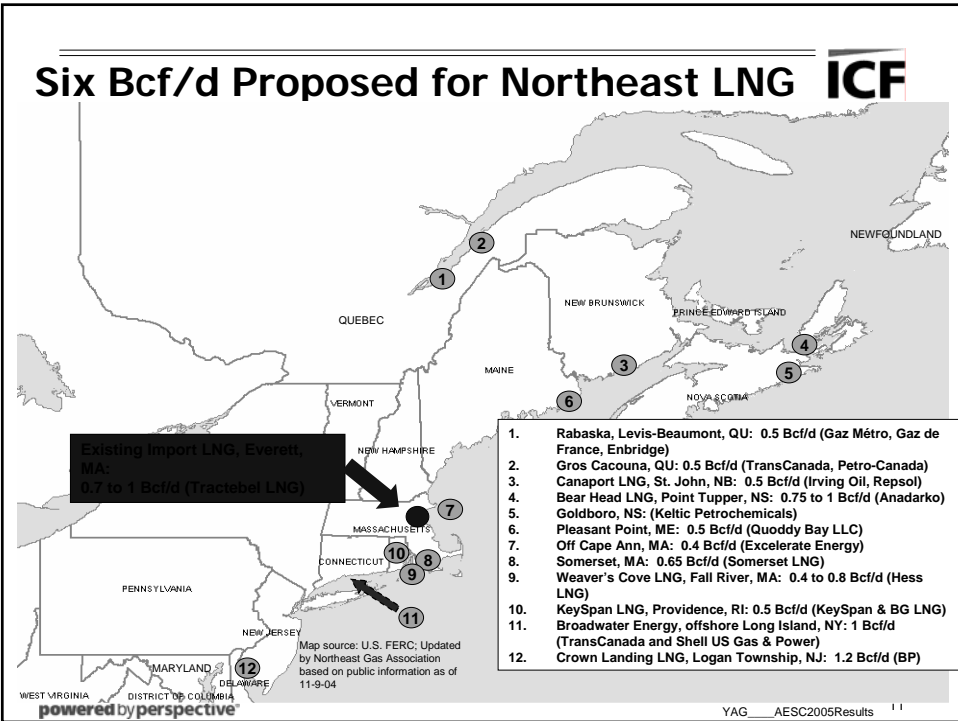 Six Bcf/d Proposed for Northeast LNG
ICF
NEWFOUNDLAND
2
1
QUEBEC
NEW BRUNSWICK
PRINCE EDWARD ISLAND
4
3
5
MAINE
6
NOVA SCOTIA
VERMONT
NEW HAMPSHIRE
Existing Import LNG, Everett,
MA:
0.7 to 1 Bcf/d (Tractebel LNG)
7
MASSACHUSETTS
10
8
CONNECTICUT
9
PENNSYLVANIA
11
NEW JERSEY
12
MARYLAND
DELAWARE
WEST VIRGINIA
DISTRICT OF COLUMBIA
Map source: U.S. FERC; Updated
by Northeast Gas Association
based on public information as of
11-9-04
1. Rabaska, Levis-Beaumont, QU: 0.5 Bcf/d (Gaz Métro, Gaz de
France, Enbridge)
2. Gros Cacouna, QU: 0.5 Bcf/d (TransCanada, Petro-Canada)
3. Canaport LNG, St. John, NB: 0.5 Bcf/d (Irving Oil, Repsol)
4. Bear Head LNG, Point Tupper, NS: 0.75 to 1 Bcf/d (Anadarko)
5. Goldboro, NS: (Keltic Petrochemicals)
6. Pleasant Point, ME: 0.5 Bcf/d (Quoddy Bay LLC)
7. Off Cape Ann, MA: 0.4 Bcf/d (Excelerate Energy)
8. Somerset, MA: 0.65 Bcf/d (Somerset LNG)
9. Weaver's Cove LNG, Fall River, MA: 0.4 to 0.8 Bcf/d (Hess
LNG)
10. KeySpan LNG, Providence, RI: 0.5 Bcf/d (KeySpan & BG LNG)
11. Broadwater Energy, offshore Long Island, NY: 1 Bcf/d
(TransCanada and Shell US Gas & Power)
12. Crown Landing LNG, Logan Township, NJ: 1.2 Bcf/d (BP)
powered by perspective
YAG____AESC2005Results 11